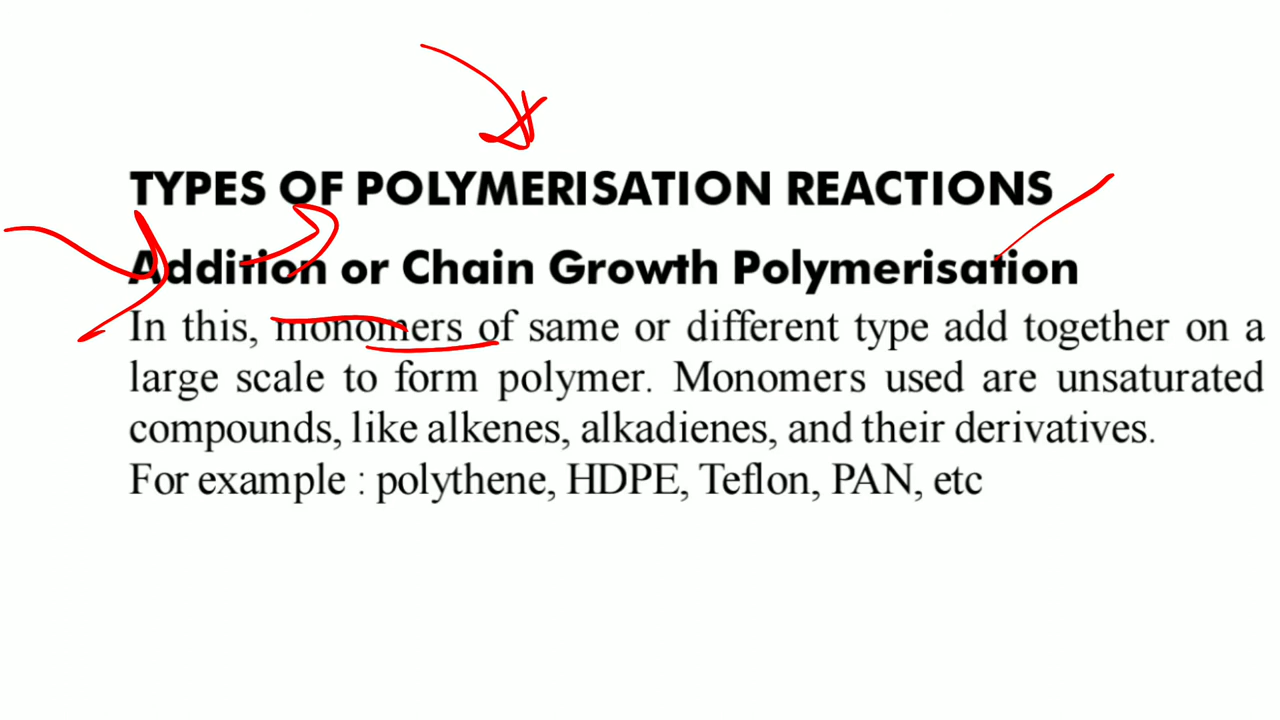 TYPES OF POLYMERISATION REACTIONS
Addition or Chain Growth Polymerisation
In this, monomers of same or different type add together on a
large scale to form polymer. Monomers used are unsaturated
compounds, like alkenes, alkadienes, and their derivatives.
For example : polythene, HDPE, Teflon, PAN, etc